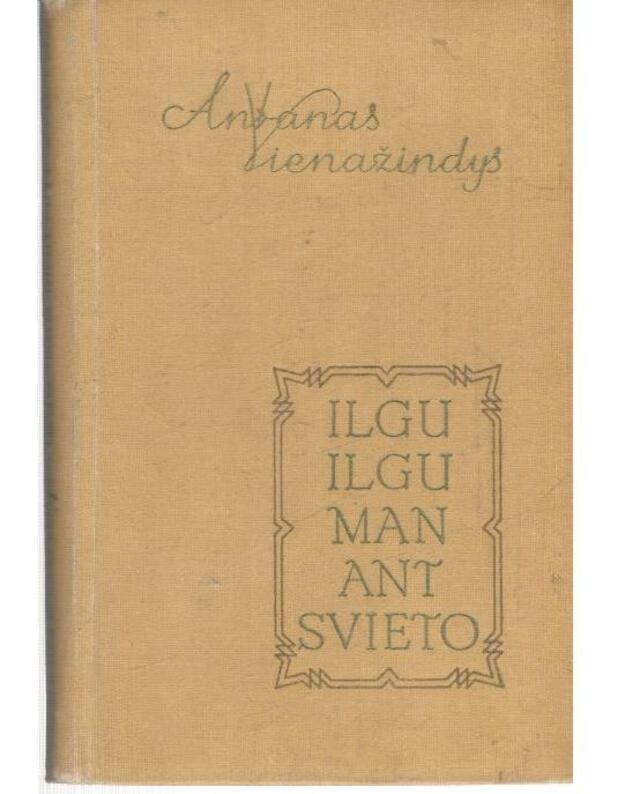 Antanas
Vienažindys
ILGU
ILGU
MAN
ANT
SVIETO